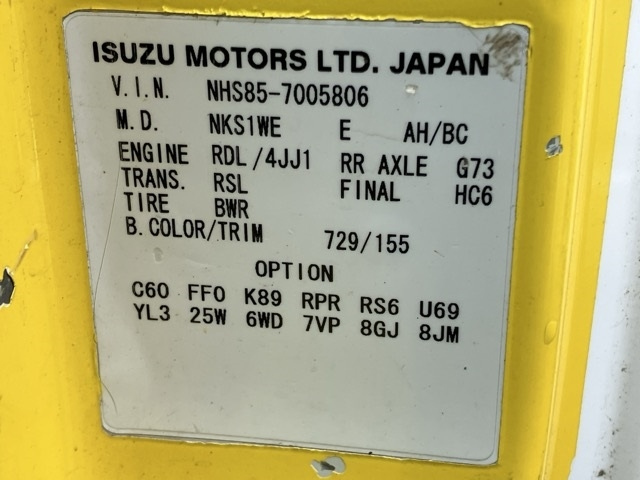 ISUZU MOTORS LTD. JAPAN
V.I.N. NHS85-7005806
M.D. NKS1WE E AH/BC
ENGINE RDL/4JJ1 RR AXLE G73
TRANS. RSL FINAL HC6
TIRE BWR
B.COLOR/TRIM 729/155
OPTION
C60 FF0 K89 RPR RS6 U69
YL3 25W 6WD 7VP 8GJ 8JM